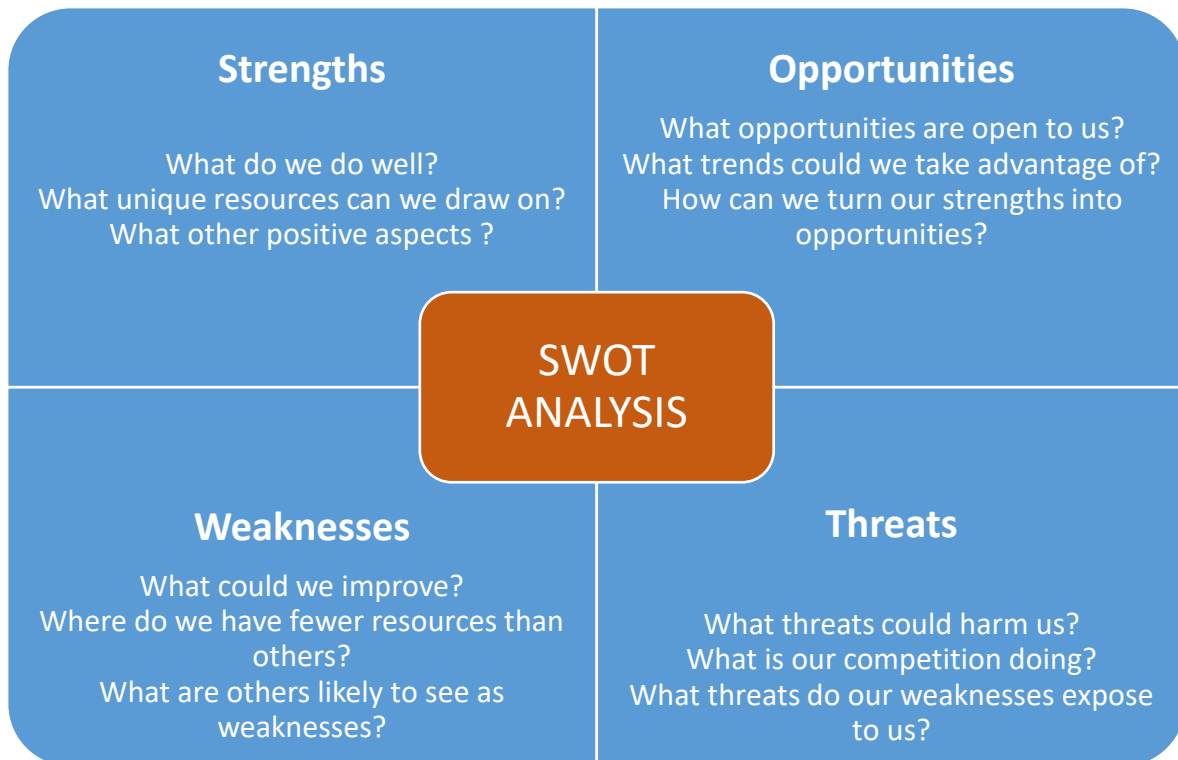 Strengths
What do we do well?
What unique resources can we draw on?
What other positive aspects ?
Opportunities
What opportunities are open to us?
What trends could we take advantage of?
How can we turn our strengths into
opportunities?
SWOT
ANALYSIS
Weaknesses
What could we improve?
Where do we have fewer resources than
others?
What are others likely to see as
weaknesses?
Threats
What threats could harm us?
What is our competition doing?
What threats do our weaknesses expose
to us?